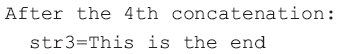 After the 4th concatenation:
  str3=This is the end